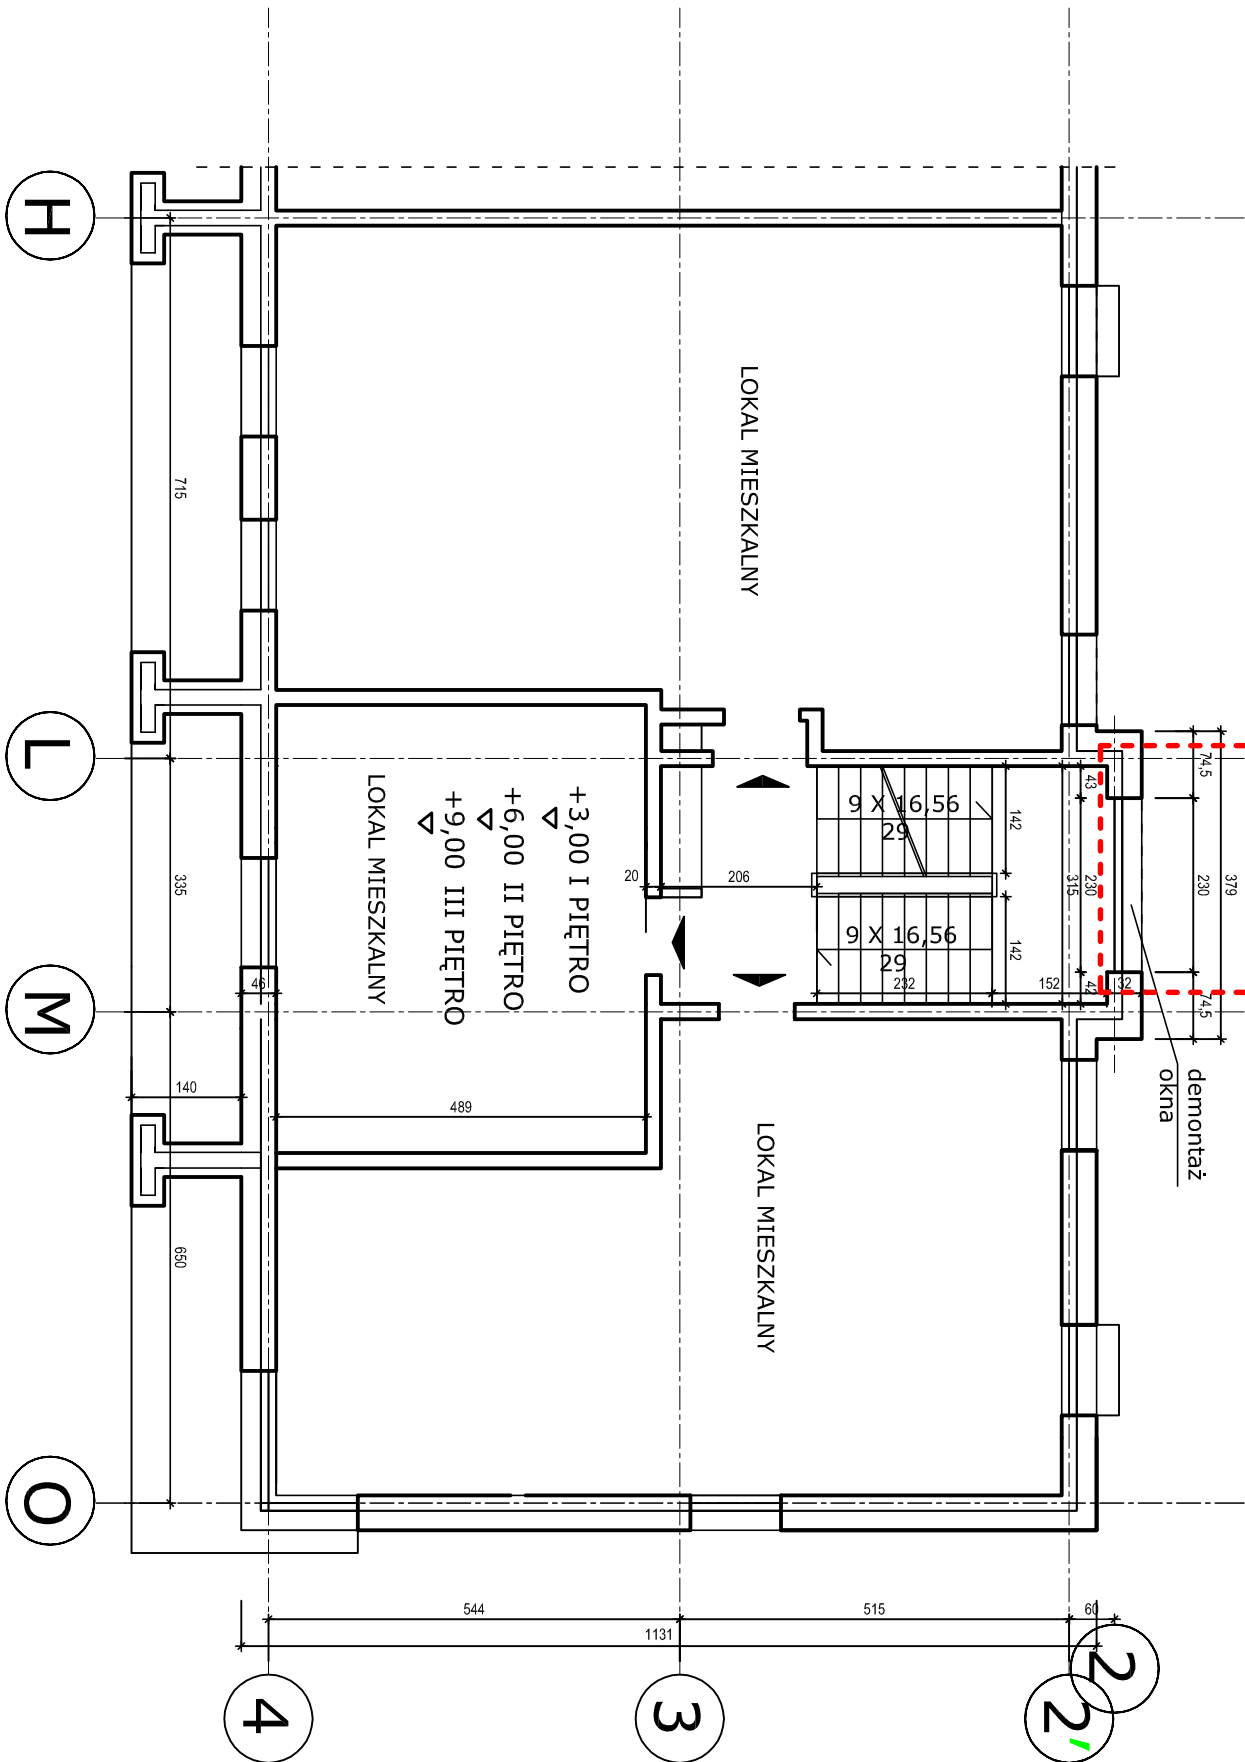 H
L
M
O
4
3
2'
2
LOKAL MIESZKALNY
LOKAL MIESZKALNY
LOKAL MIESZKALNY
+3,00 I PIĘTRO
+6,00 II PIĘTRO
+9,00 III PIĘTRO
9 X 16,56
29
9 X 16,56
29
demontaż
okna
715
335
650
140
46
489
20
206
232
152
32
142
142
43
230
42
315
74,5
230
74,5
379
544
515
60
1131